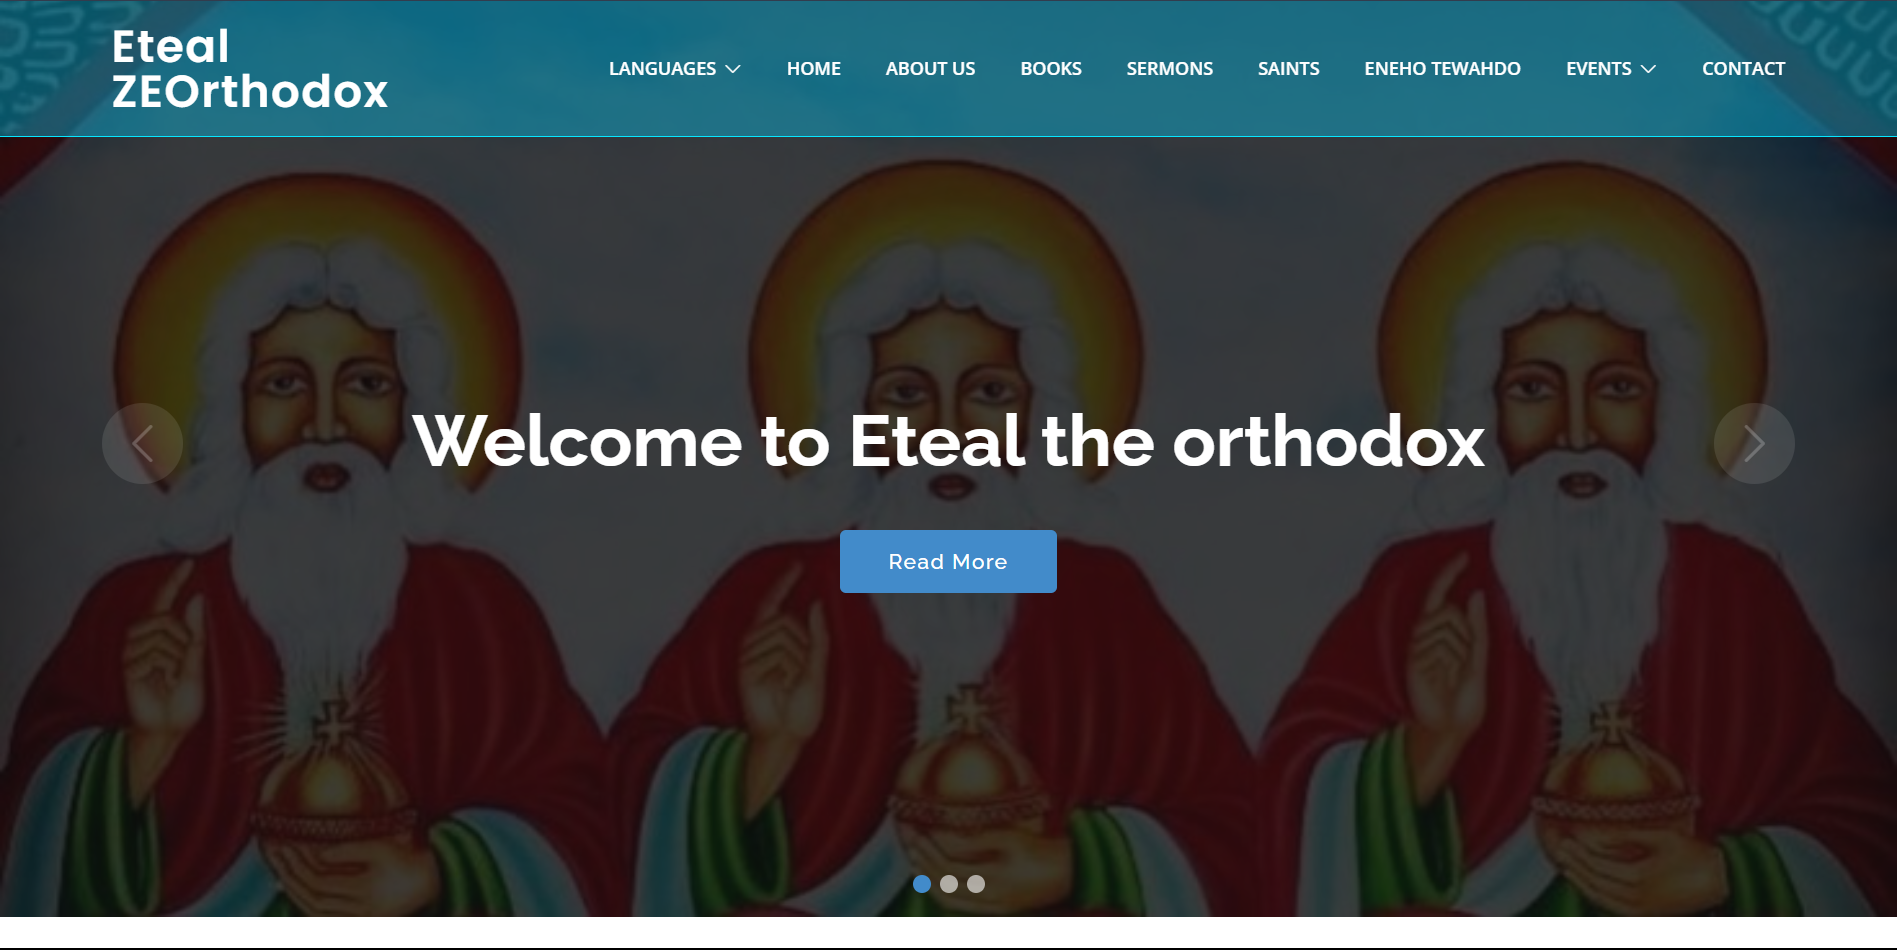 Eteal
ZEOrthodox
LANGUAGES HOME ABOUT US BOOKS SERMONS SAINTS ENEHO TEWAHDO EVENTS CONTACT
Welcome to Eteal the orthodox
Read More